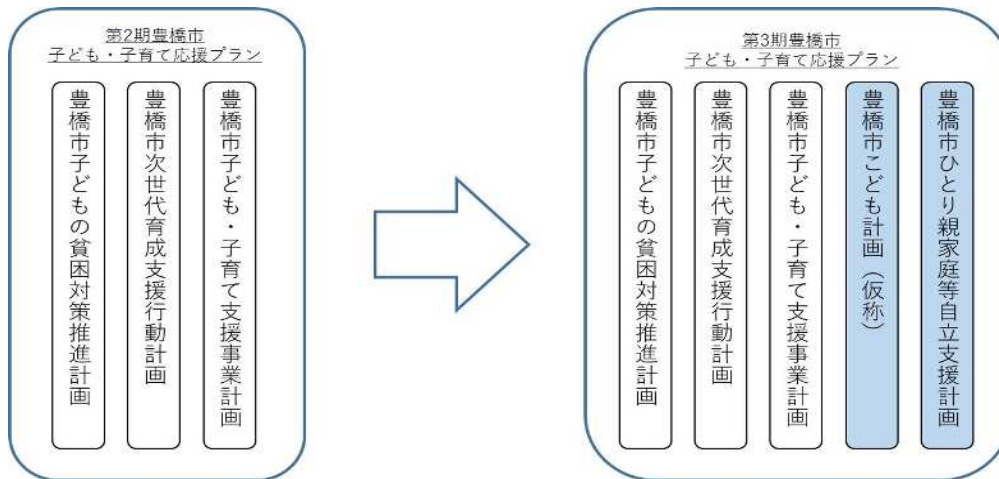 第2期豊橋市
子ども・子育て応援プラン
豊橋市子ども・子育て支援事業計画
豊橋市次世代育成支援行動計画
豊橋市子どもの貧困対策推進計画
第3期豊橋市
子ども・子育て応援プラン
豊橋市ひとり親家庭等自立支援計画
豊橋市こども計画（仮称）
豊橋市子ども・子育て支援事業計画
豊橋市次世代育成支援行動計画
豊橋市子どもの貧困対策推進計画